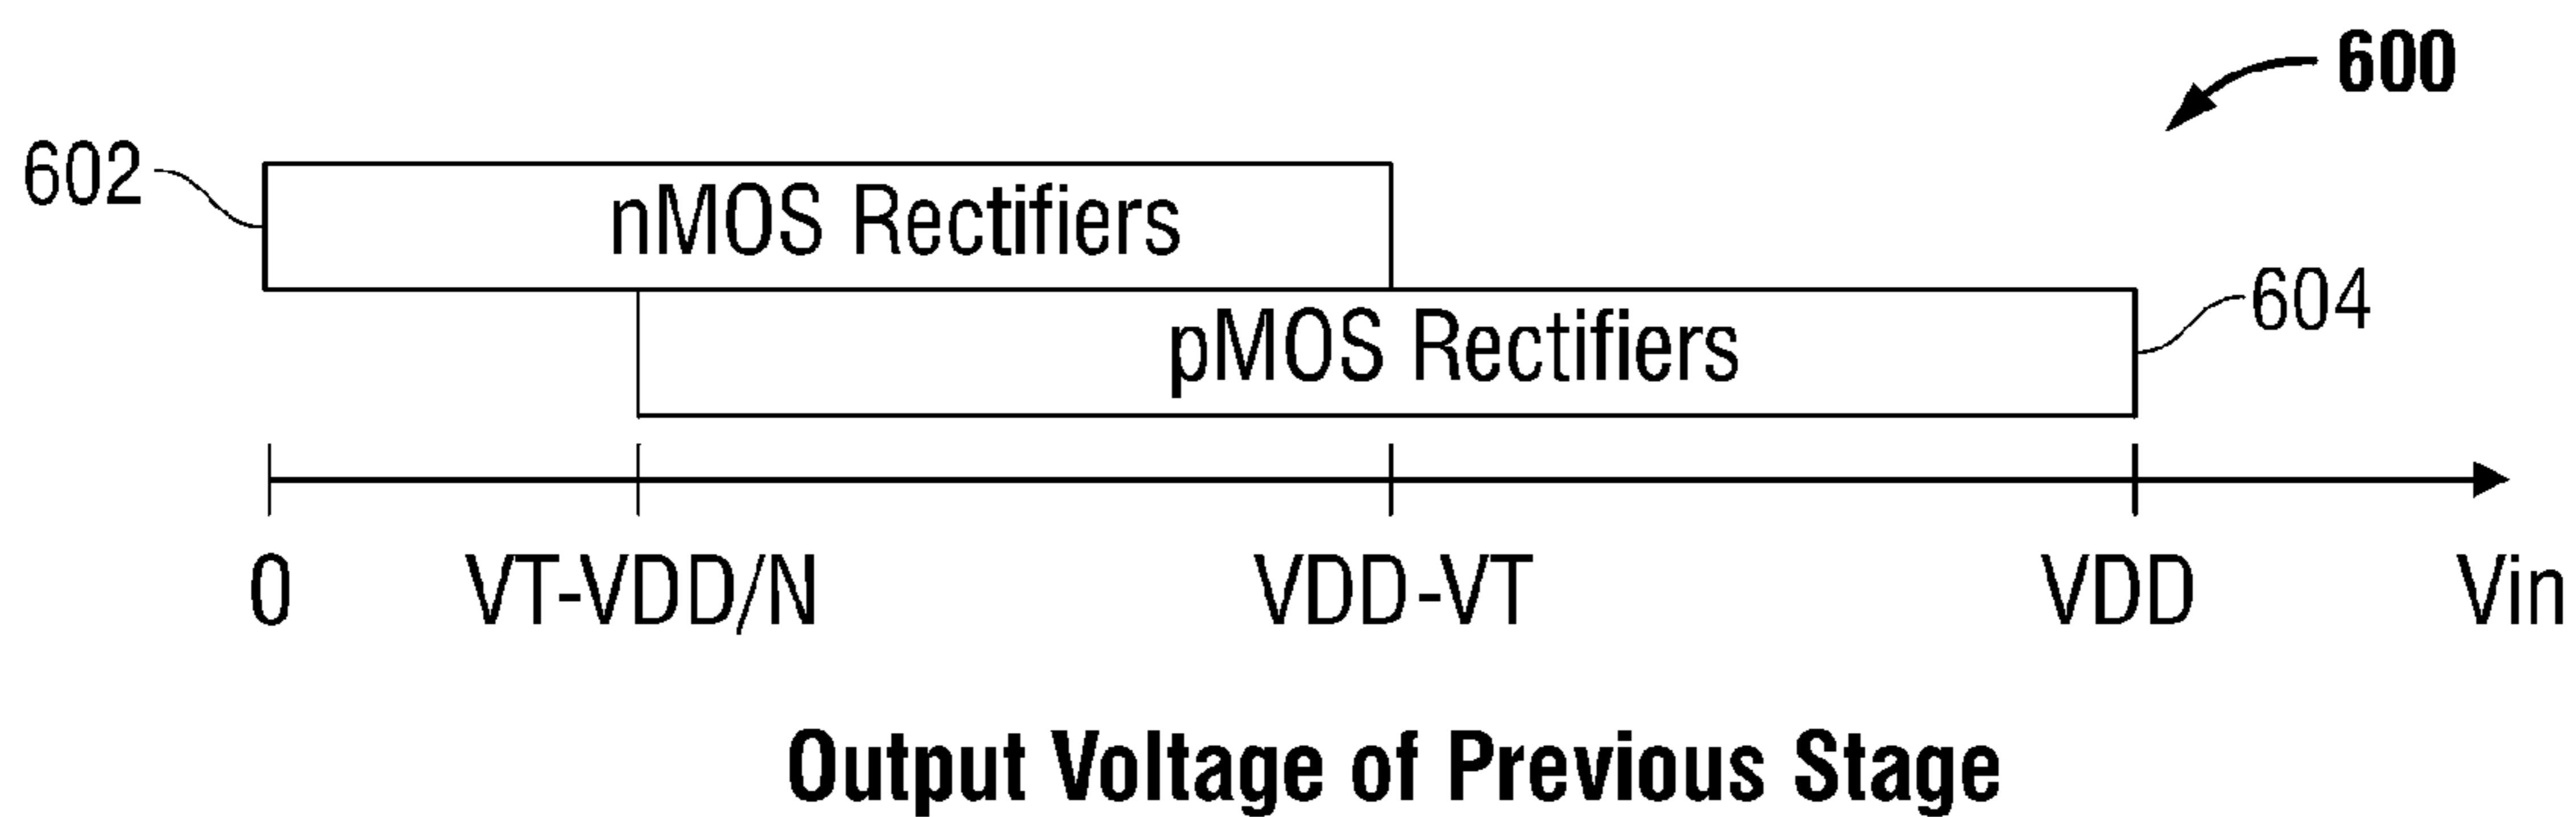 600
602
nMOS Rectifiers
604
pMOS Rectifiers
0 VT-VDD/N VDD-VT VDD Vin
Output Voltage of Previous Stage